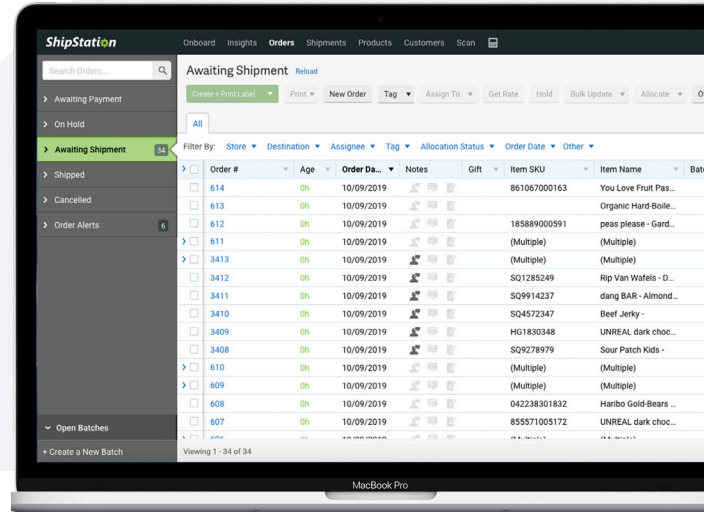 ShipStation
Onboard Insights Orders Shipments Products Customers Scan
Search Orders...
Awaiting Payment
On Hold
Awaiting Shipment 34
Shipped
Cancelled
Order Alerts 6
Open Batches
+ Create a New Batch
Awaiting Shipment Reload
Create + Print Label Print New Order Tag Assign To Get Rate Hold Bulk Update Allocate
All
Filter By: Store Destination Assignee Tag Allocation Status Order Date Other
Order # Age Order Da... Notes Gift Item SKU Item Name Batc
614 0h 10/09/2019 861067000163 You Love Fruit Pas...
613 0h 10/09/2019 Organic Hard-Boile...
612 0h 10/09/2019 185889000591 peas please - Gard...
611 0h 10/09/2019 (Multiple) (Multiple)
3413 0h 10/09/2019 (Multiple) (Multiple)
3412 0h 10/09/2019 SQ1285249 Rip Van Wafels - D...
3411 0h 10/09/2019 SQ9914237 dang BAR - Almond...
3410 0h 10/09/2019 SQ4572347 Beef Jerky -
3409 0h 10/09/2019 HG1830348 UNREAL dark choc...
3408 0h 10/09/2019 SQ9278979 Sour Patch Kids -
610 0h 10/09/2019 (Multiple) (Multiple)
609 0h 10/09/2019 (Multiple) (Multiple)
608 0h 10/09/2019 042238301832 Haribo Gold-Bears ...
607 0h 10/09/2019 855571005172 UNREAL dark choc...
Viewing 1 - 34 of 34
MacBook Pro